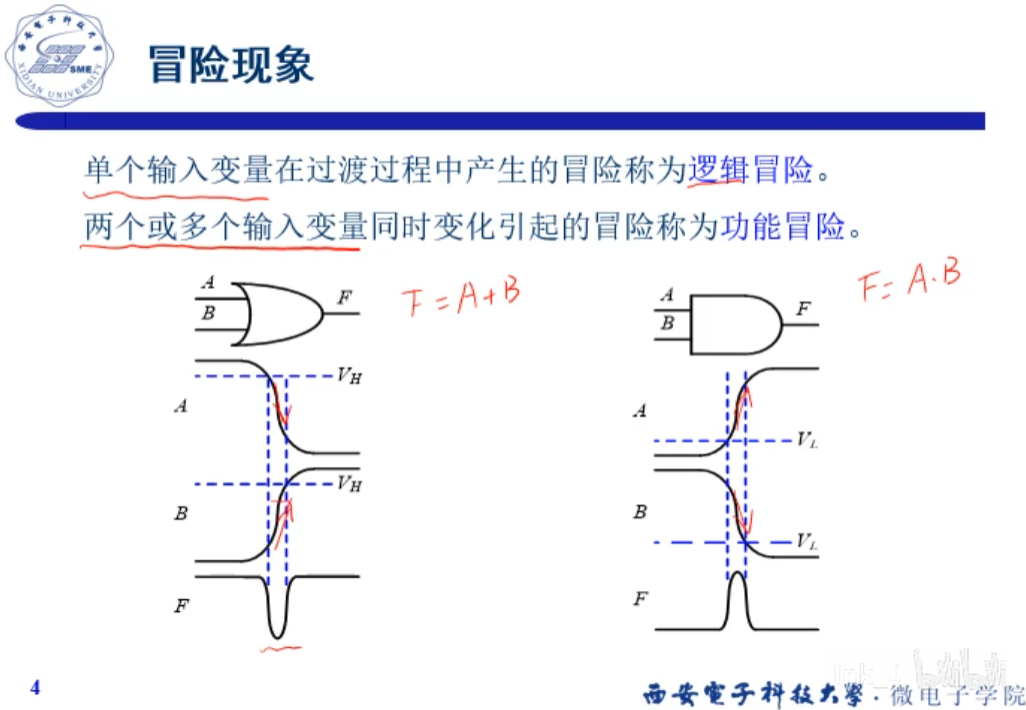 西安电子科技大学
SME
XIDIAN UNIVERSITY
冒险现象
单个输入变量在过渡过程中产生的冒险称为逻辑冒险。
两个或多个输入变量同时变化引起的冒险称为功能冒险。
A
B
F
F=A+B
A
B
F
F=A·B
V_H
A
V_H
B
F
A
V_L
B
V_L
F
4
西安電子科技大學·微电子学院